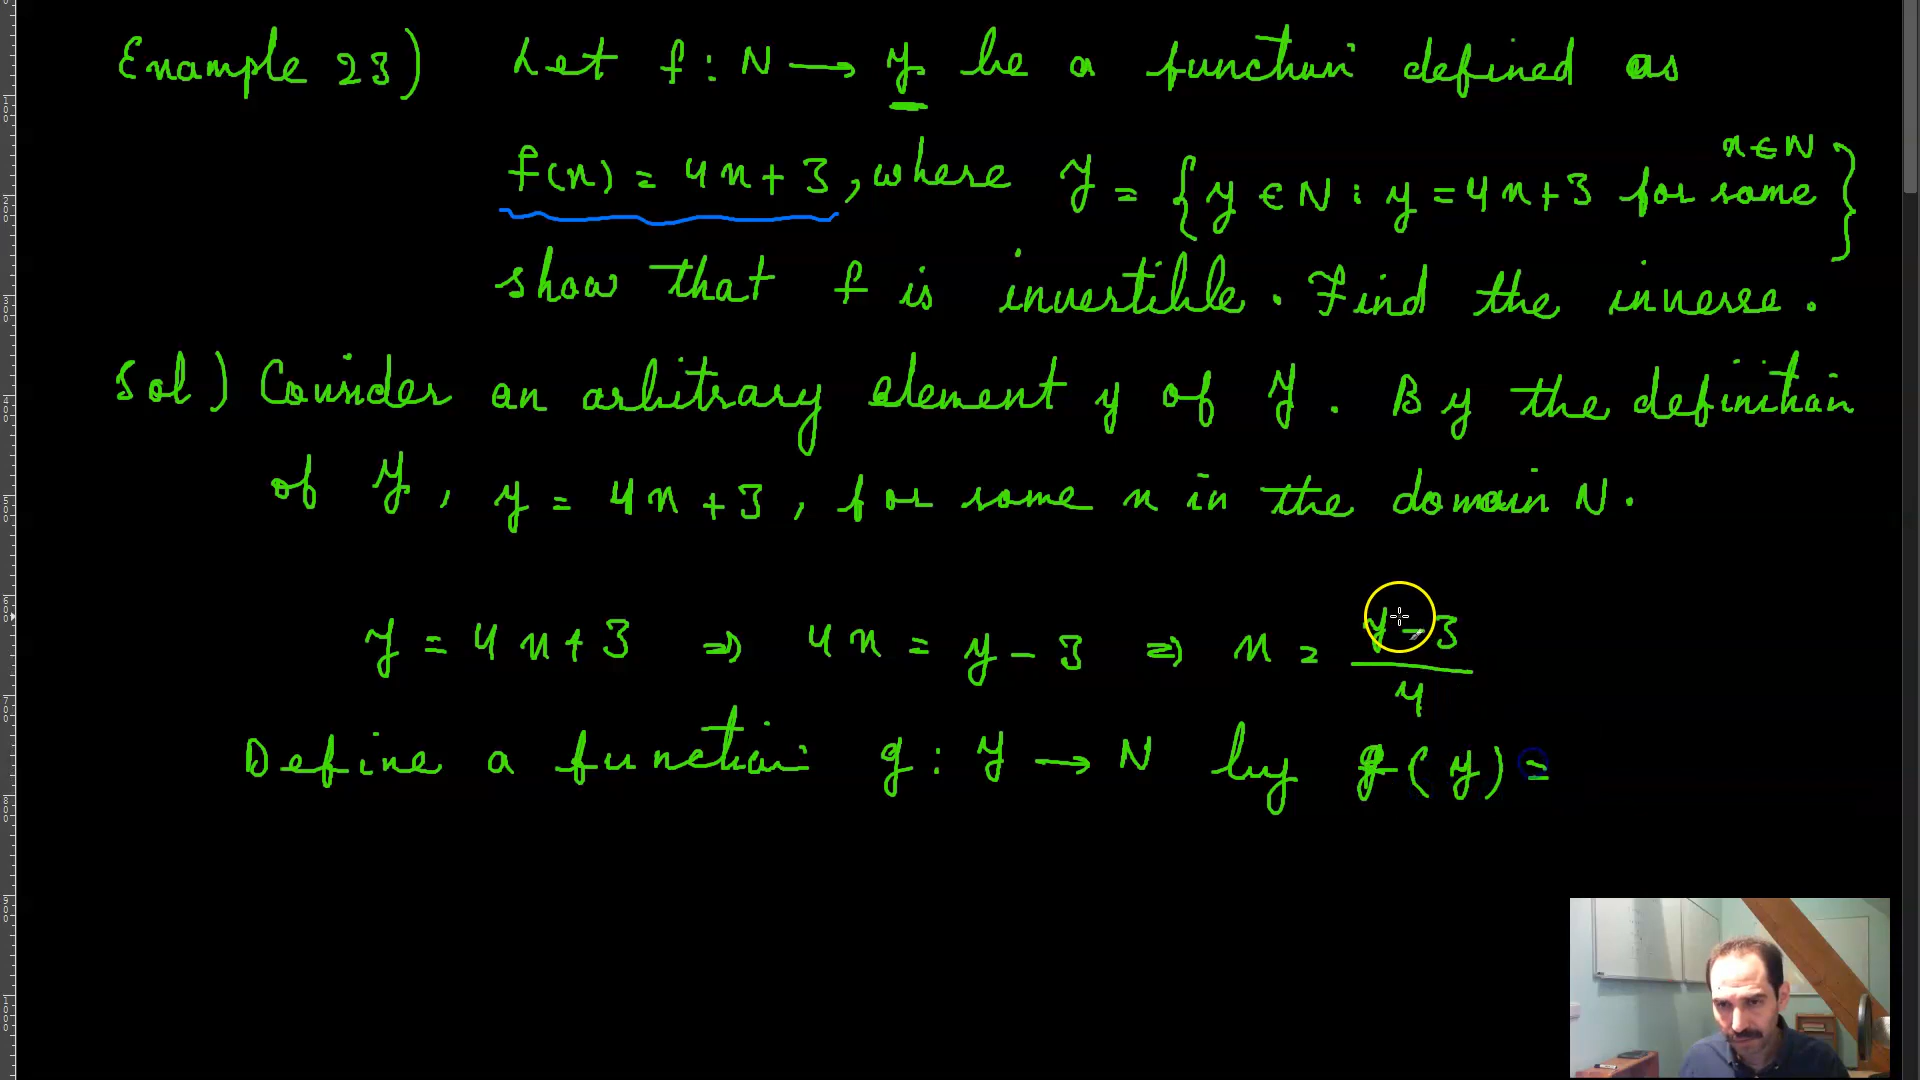 Example 23) Let f : N → Y be a function defined as
f(x) = 4x + 3, where Y = { y ∈ N : y = 4x + 3 for some x ∈ N }
show that f is invertible. Find the inverse.
Sol) Consider an arbitrary element y of Y. By the definition
of Y, y = 4x + 3, for some x in the domain N.
y = 4x + 3 ⇒ 4x = y - 3 ⇒ x = (y - 3)/4
Define a function g : Y → N by g(y) =